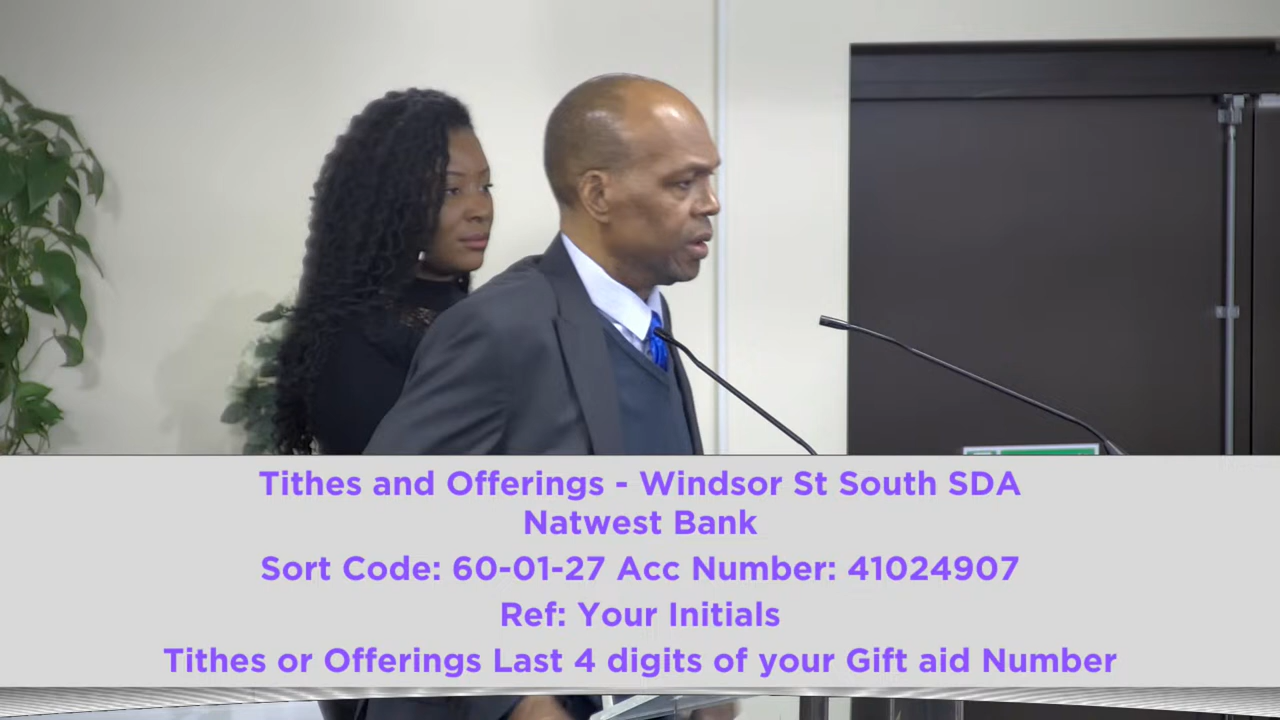 Tithes and Offerings - Windsor St South SDA
Natwest Bank
Sort Code: 60-01-27 Acc Number: 41024907
Ref: Your Initials
Tithes or Offerings Last 4 digits of your Gift aid Number